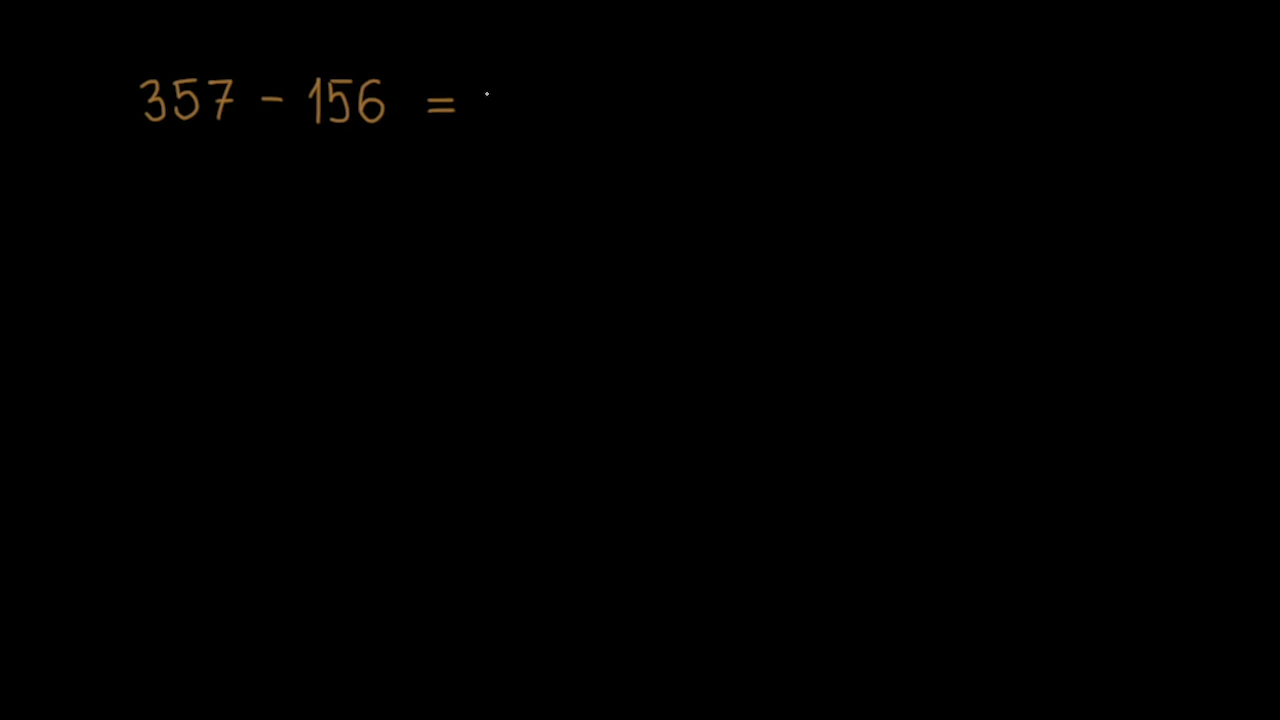 357 - 156 =